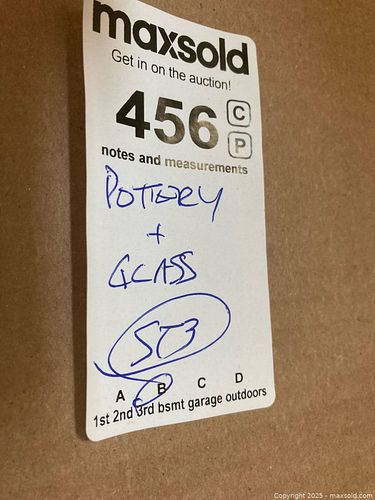 maxsold
Get in on the auction!
456 C
P
notes and measurements
POTTERY
+
GLASS
ST3
A B C D
1st 2nd 3rd bsmt garage outdoors
Copyright © 2025 - maxsold.com